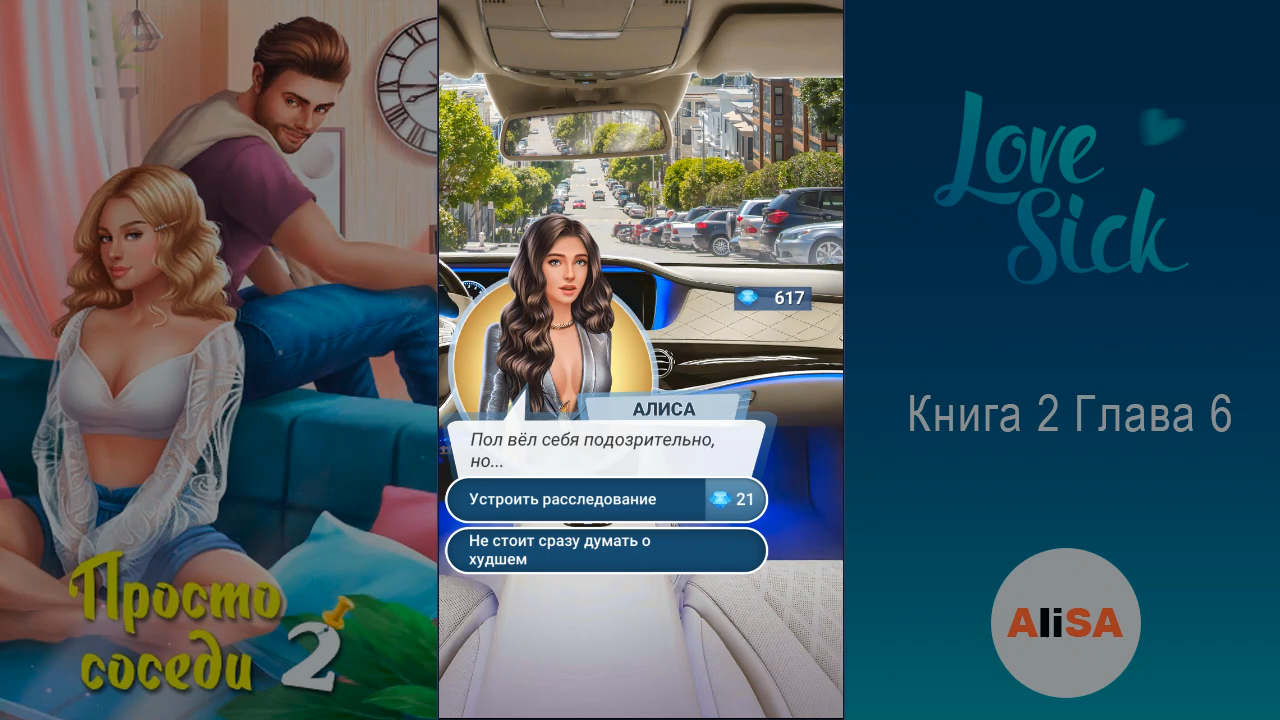 Просто
соседи 2
617
АЛИСА
Пол вёл себя подозрительно,
но...
Устроить расследование 21
Не стоит сразу думать о
худшем
Love
Sick
Книга 2 Глава 6
AliSA